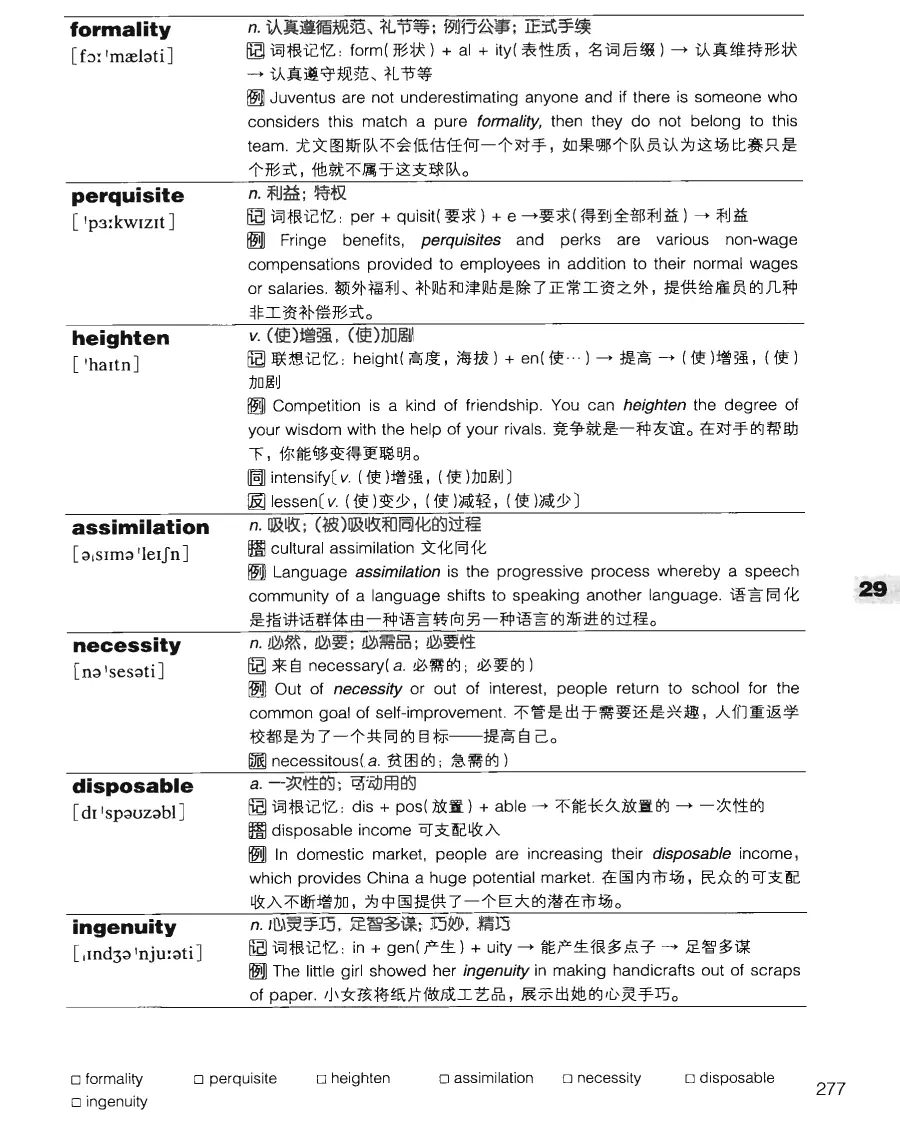 formality n. 认真遵循规范、礼节等；例行公事；正式手续
[fɔːˈmæləti] 记 词根记忆：form(形状) + al + ity(表性质，名词后缀) → 认真维持形状
→ 认真遵守规范、礼节等
例 Juventus are not underestimating anyone and if there is someone who
considers this match a pure formality, then they do not belong to this
team. 尤文图斯队不会低估任何一个对手，如果哪个队员认为这场比赛只是
个形式，他就不属于这支球队。
perquisite n. 利益；特权
[ˈpɜːkwɪzɪt] 记 词根记忆：per + quisit(要求) + e →要求(得到全部利益) → 利益
例 Fringe benefits, perquisites and perks are various non-wage
compensations provided to employees in addition to their normal wages
or salaries. 额外福利、补贴和津贴是除了正常工资之外，提供给雇员的几种
非工资补偿形式。
heighten v. (使)增强，(使)加剧
[ˈhaɪtn] 记 联想记忆：height(高度，海拔) + en(使…) → 提高 → (使)增强，(使)
加剧
例 Competition is a kind of friendship. You can heighten the degree of
your wisdom with the help of your rivals. 竞争就是一种友谊。在对手的帮助
下，你能够变得更聪明。
同 intensify〔v. (使)增强，(使)加剧〕
反 lessen〔v. (使)变少，(使)减轻，(使)减少〕
assimilation n. 吸收；(被)吸收和同化的过程
[əˌsɪməˈleɪʃn] 搭 cultural assimilation 文化同化
例 Language assimilation is the progressive process whereby a speech
community of a language shifts to speaking another language. 语言同化
是指讲话群体由一种语言转向另一种语言的渐进的过程。
29
necessity n. 必然，必要；必需品；必要性
[nəˈsesəti] 记 来自 necessary(a. 必需的；必要的)
例 Out of necessity or out of interest, people return to school for the
common goal of self-improvement. 不管是出于需要还是兴趣，人们重返学
校都是为了一个共同的目标——提高自己。
派 necessitous(a. 贫困的；急需的)
disposable a. 一次性的；可动用的
[dɪˈspəʊzəbl] 记 词根记忆：dis + pos(放置) + able → 不能长久放置的 → 一次性的
搭 disposable income 可支配收入
例 In domestic market, people are increasing their disposable income,
which provides China a huge potential market. 在国内市场，民众的可支配
收入不断增加，为中国提供了一个巨大的潜在市场。
ingenuity n. 心灵手巧，足智多谋；巧妙，精巧
[ˌɪndʒəˈnjuːəti] 记 词根记忆：in + gen(产生) + uity → 能产生很多点子 → 足智多谋
例 The little girl showed her ingenuity in making handicrafts out of scraps
of paper. 小女孩将纸片做成工艺品，展示出她的心灵手巧。
□ formality □ perquisite □ heighten □ assimilation □ necessity □ disposable
□ ingenuity
277